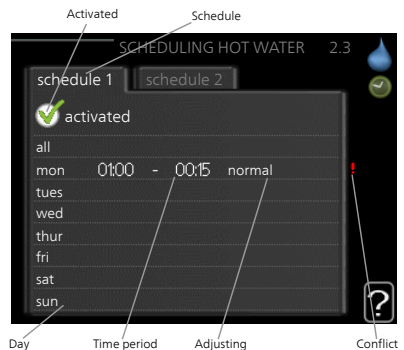 Activated Schedule
SCHEDULING HOT WATER 2.3
schedule 1 schedule 2
activated
all
mon 01:00 - 00:15 normal !
tues
wed
thur
fri
sat
sun
?
Day Time period Adjusting Conflict